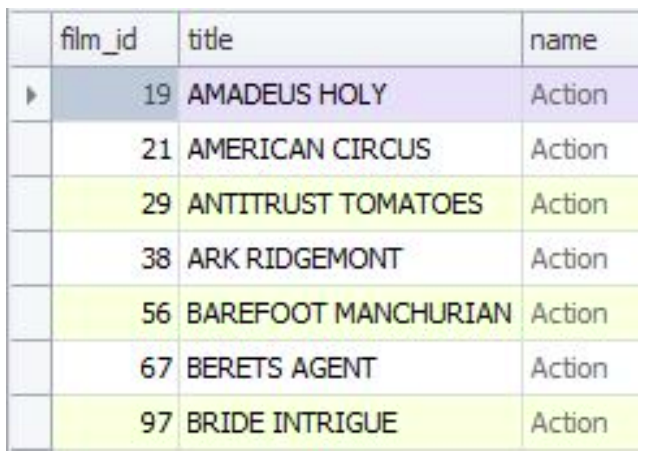 film_id title name
19 AMADEUS HOLY Action
21 AMERICAN CIRCUS Action
29 ANTITRUST TOMATOES Action
38 ARK RIDGEMONT Action
56 BAREFOOT MANCHURIAN Action
67 BERETS AGENT Action
97 BRIDE INTRIGUE Action